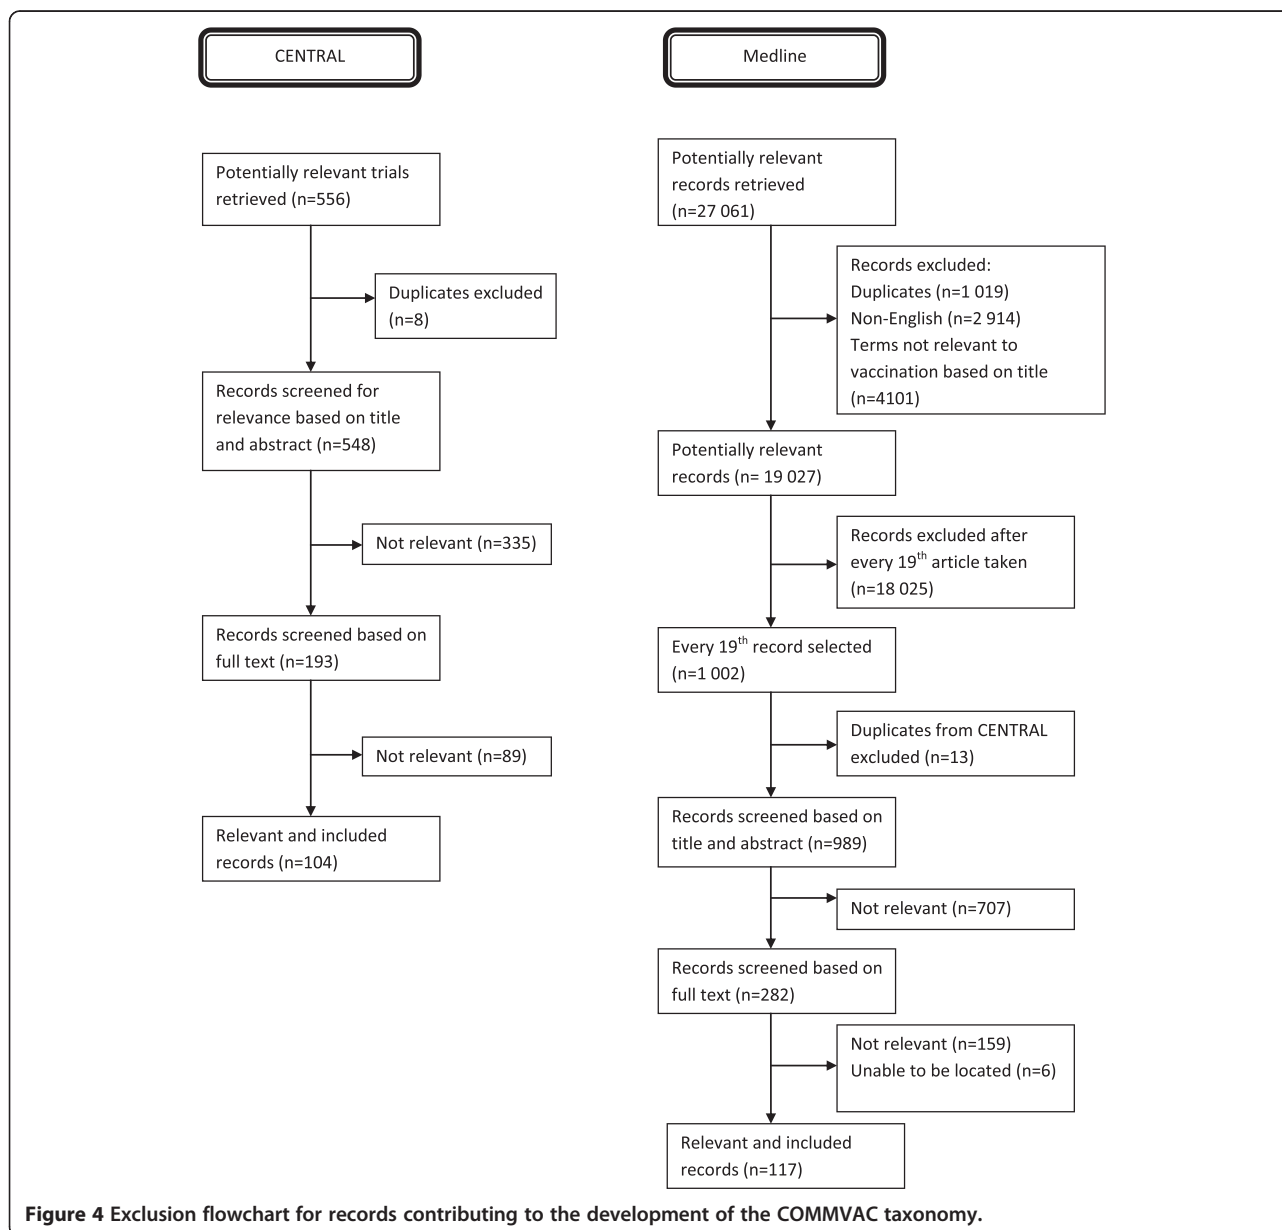 CENTRAL
Potentially relevant trials
retrieved (n=556)
Duplicates excluded
(n=8)
Records screened for
relevance based on title
and abstract (n=548)
Not relevant (n=335)
Records screened based on
full text (n=193)
Not relevant (n=89)
Relevant and included
records (n=104)
Medline
Potentially relevant
records retrieved
(n=27 061)
Records excluded:
Duplicates (n=1 019)
Non-English (n=2 914)
Terms not relevant to
vaccination based on title
(n=4101)
Potentially relevant
records (n= 19 027)
Records excluded after
every 19th article taken
(n=18 025)
Every 19th record selected
(n=1 002)
Duplicates from CENTRAL
excluded (n=13)
Records screened based on
title and abstract (n=989)
Not relevant (n=707)
Records screened based on
full text (n=282)
Not relevant (n=159)
Unable to be located (n=6)
Relevant and included
records (n=117)
Figure 4 Exclusion flowchart for records contributing to the development of the COMMVAC taxonomy.